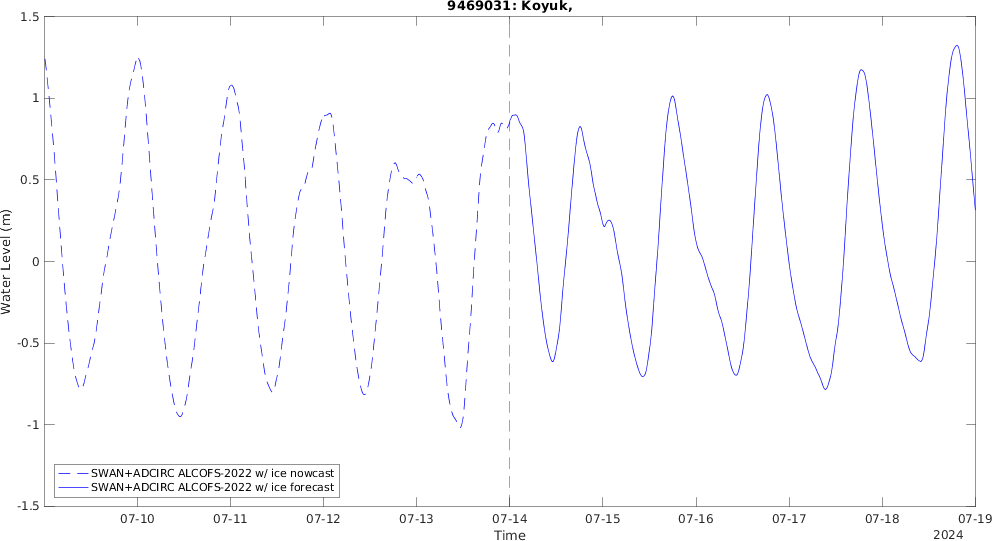 9469031: Koyuk,
1.5
1
0.5
0
-0.5
-1
-1.5
Water Level (m)
SWAN+ADCIRC ALCOFS-2022 w/ ice nowcast
SWAN+ADCIRC ALCOFS-2022 w/ ice forecast
07-10 07-11 07-12 07-13 07-14 07-15 07-16 07-17 07-18 07-19
Time
2024